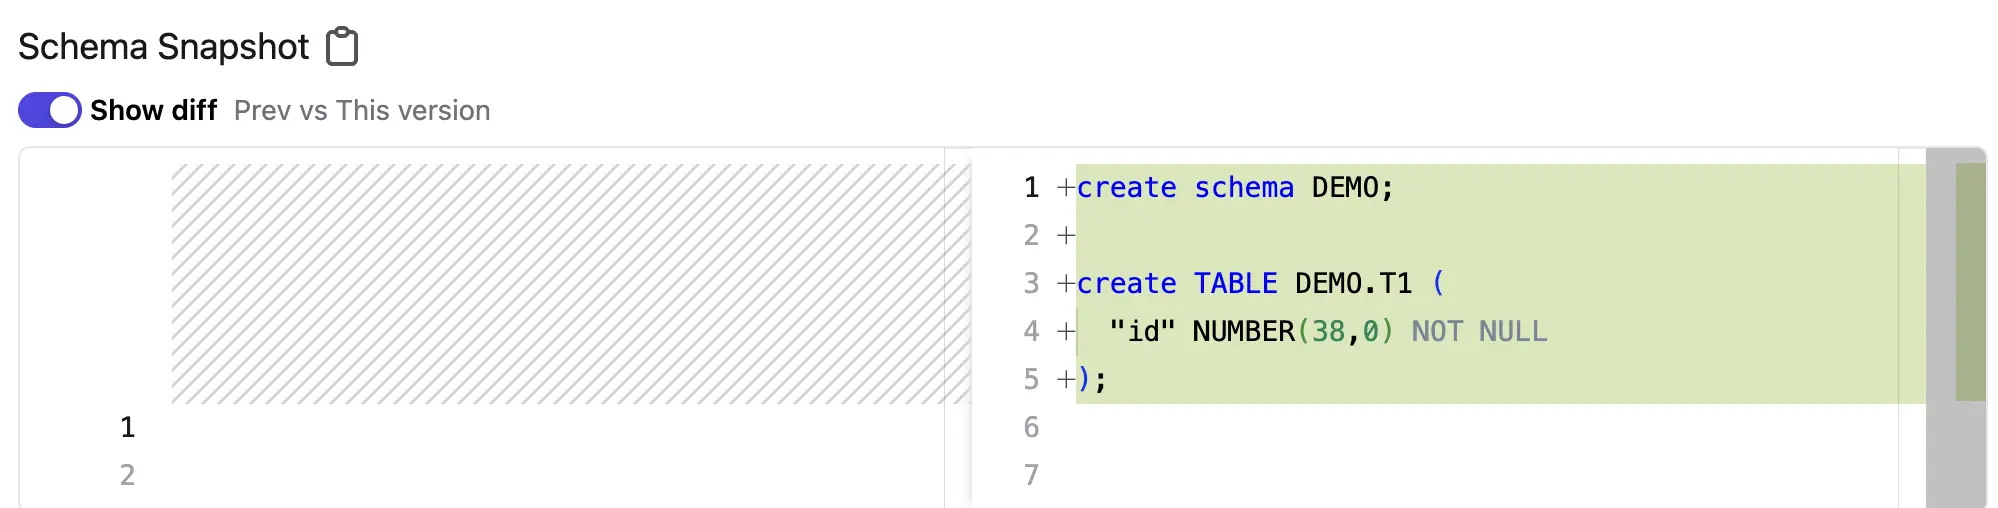 Schema Snapshot
Show diff Prev vs This version
1
2
1 +create schema DEMO;
2 +
3 +create TABLE DEMO.T1 (
4 +  "id" NUMBER(38,0) NOT NULL
5 +);
6
7